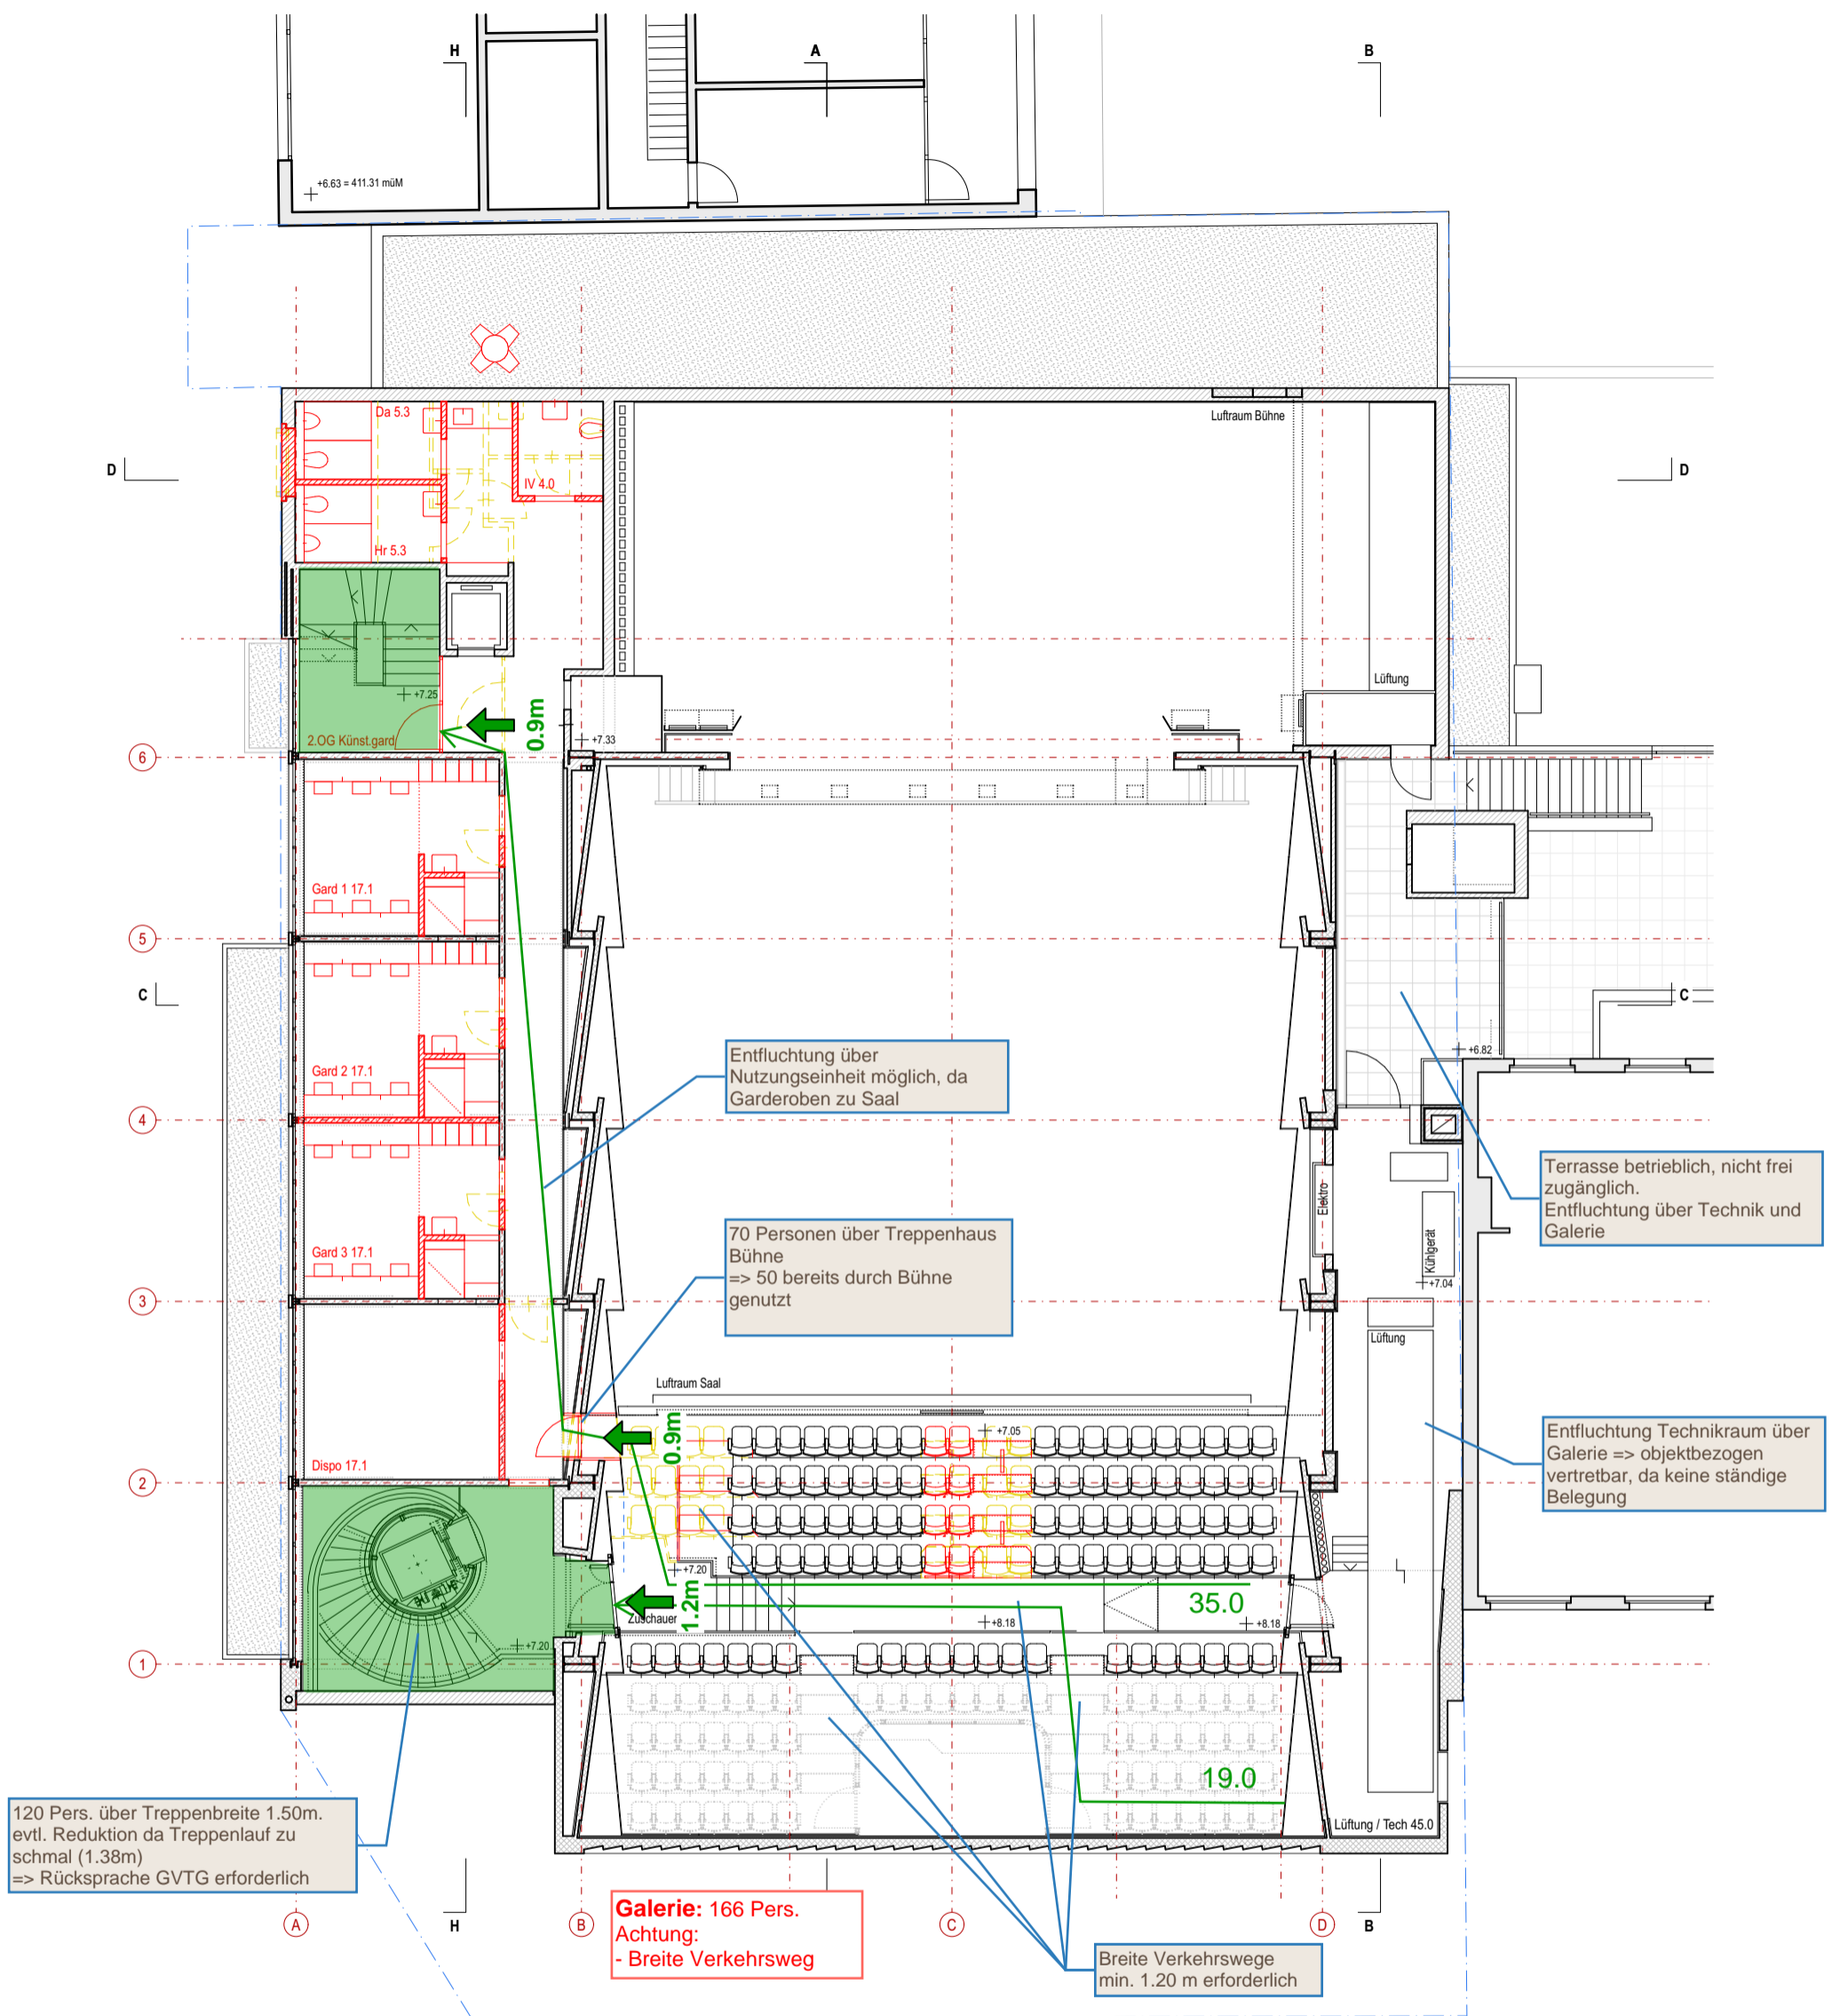 H
A
B
+6.63 = 411.31 müM
Da 5.3
Luftraum Bühne
D
D
IV 4.0
Hr 5.3
Lüftung
+7.25
0.9m
2.OG Künst.gard
+7.33
6
Gard 1 17.1
5
C
C
Entfluchtung über
Nutzungseinheit möglich, da
Garderoben zu Saal
+6.82
Gard 2 17.1
4
Terrasse betrieblich, nicht frei
zugänglich.
Entfluchtung über Technik und
Galerie
Elektro
Kühlgerät
70 Personen über Treppenhaus
Bühne
=> 50 bereits durch Bühne
genutzt
Gard 3 17.1
+7.04
3
Lüftung
Luftraum Saal
0.9m
+7.05
Entfluchtung Technikraum über
Galerie => objektbezogen
vertretbar, da keine ständige
Belegung
Dispo 17.1
2
+7.20
1.2m
35.0
Zuschauer
+8.18
+8.18
+7.20
1
19.0
Lüftung / Tech 45.0
120 Pers. über Treppenbreite 1.50m.
evtl. Reduktion da Treppenlauf zu
schmal (1.38m)
=> Rücksprache GVTG erforderlich
Galerie: 166 Pers.
Achtung:
- Breite Verkehrsweg
A
H
B
C
D
B
Breite Verkehrswege
min. 1.20 m erforderlich